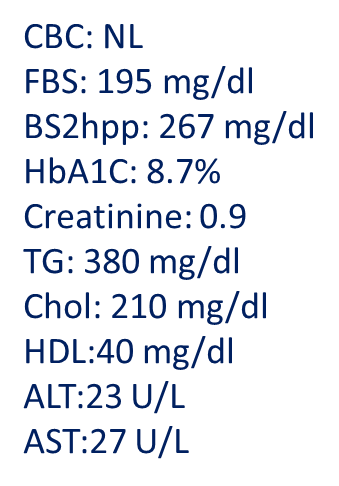 CBC: NL
FBS: 195 mg/dl
BS2hpp: 267 mg/dl
HbA1C: 8.7%
Creatinine: 0.9
TG: 380 mg/dl
Chol: 210 mg/dl
HDL:40 mg/dl
ALT:23 U/L
AST:27 U/L